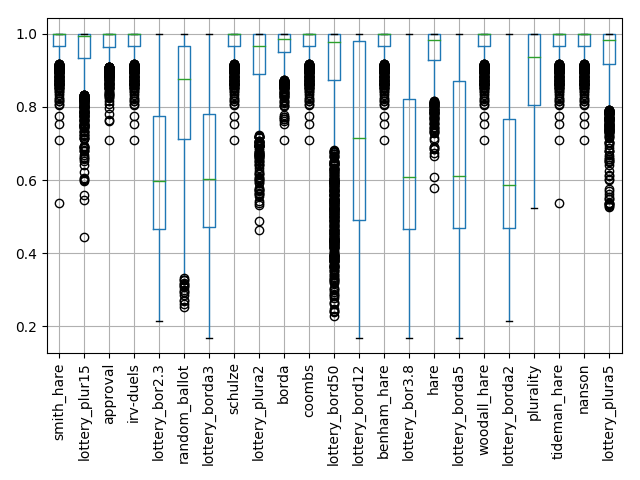 1.0
0.8
0.6
0.4
0.2
smith_hare
lottery_plur15
approval
irv-duels
lottery_bor2.3
random_ballot
lottery_borda3
schulze
lottery_plura2
borda
coombs
lottery_bord50
lottery_bord12
benham_hare
lottery_bor3.8
hare
lottery_borda5
woodall_hare
lottery_borda2
plurality
tideman_hare
nanson
lottery_plura5